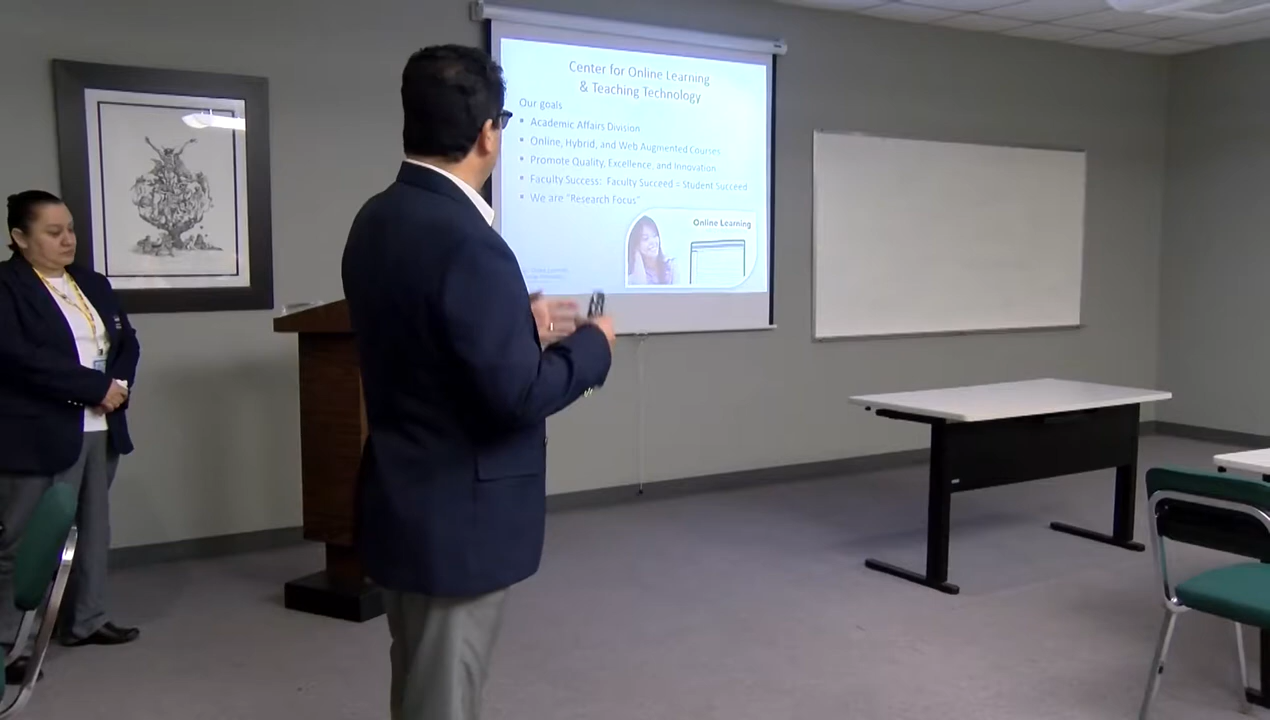 Center for Online Learning
& Teaching Technology
Our goals
Academic Affairs Division
Online, Hybrid, and Web Augmented Courses
Promote Quality, Excellence, and Innovation
Faculty Success: Faculty Succeed = Student Succeed
We are "Research Focus"
Online Learning